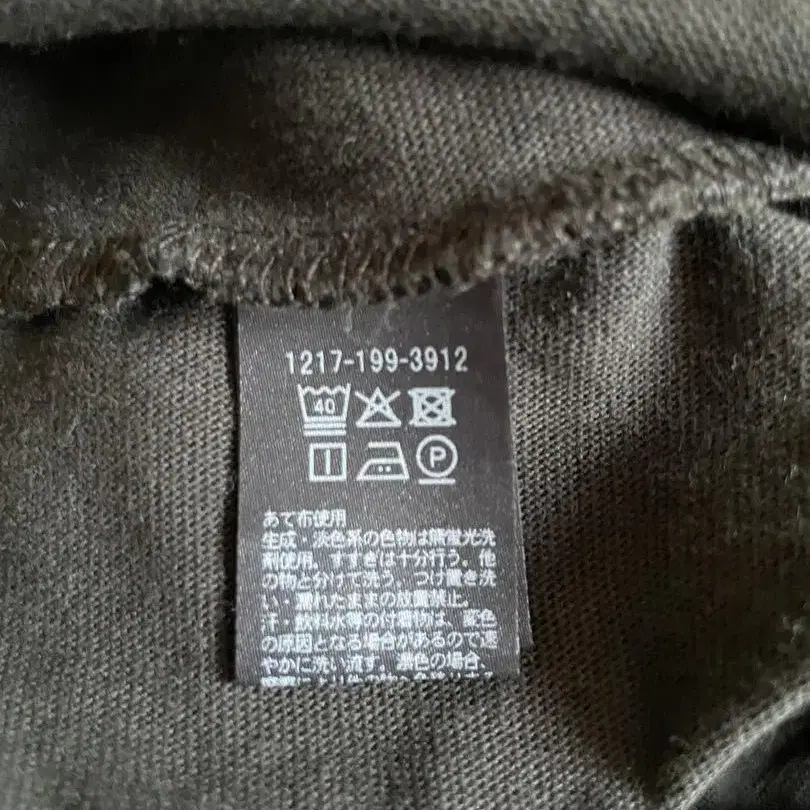 1217-199-3912
40
P
あて布使用
生成・淡色系の色物は無蛍光洗
剤使用。すすぎは十分行う。他
の物と分けて洗う。つけ置き洗
い・濡れたままの放置禁止。
汗・飲料水等の付着物は、変色
の原因となる場合があるので速
やかに洗い流す。濃色の場合、